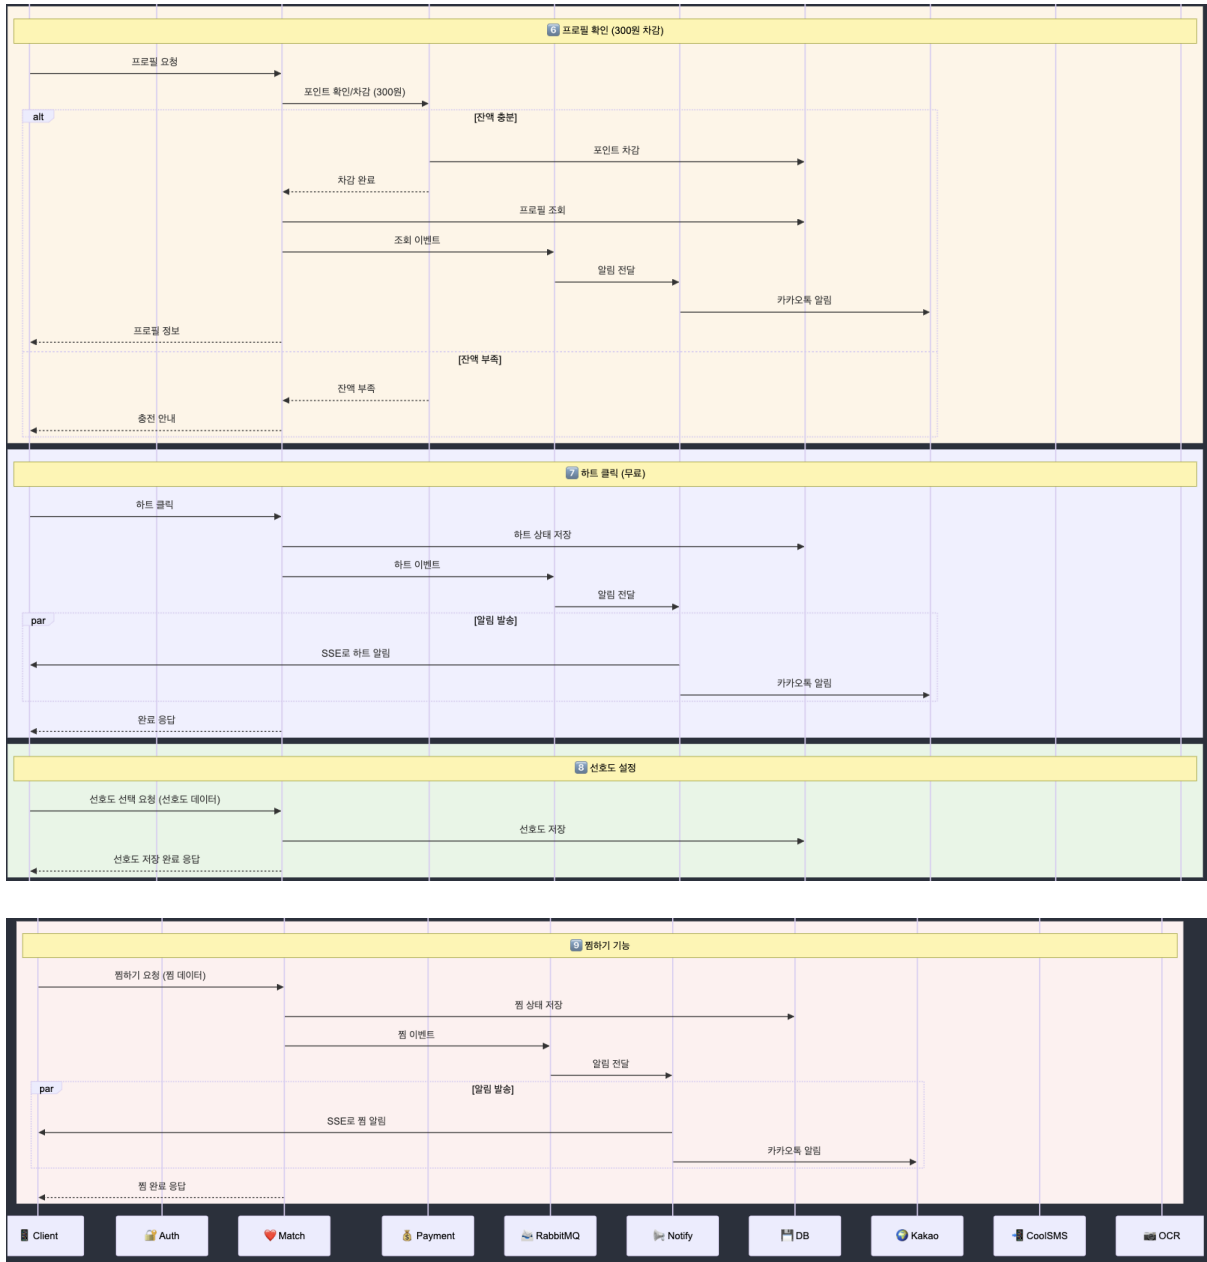 6 프로필 확인 (300원 차감)
프로필 요청
포인트 확인/차감 (300원)
alt
[잔액 충분]
포인트 차감
차감 완료
프로필 조회
조회 이벤트
알림 전달
카카오톡 알림
프로필 정보
[잔액 부족]
잔액 부족
충전 안내
7 하트 클릭 (무료)
하트 클릭
하트 상태 저장
하트 이벤트
알림 전달
par
[알림 발송]
SSE로 하트 알림
카카오톡 알림
완료 응답
8 선호도 설정
선호도 선택 요청 (선호도 데이터)
선호도 저장
선호도 저장 완료 응답
9 찜하기 기능
찜하기 요청 (찜 데이터)
찜 상태 저장
찜 이벤트
알림 전달
par
[알림 발송]
SSE로 찜 알림
카카오톡 알림
찜 완료 응답
Client
Auth
Match
Payment
RabbitMQ
Notify
DB
Kakao
CoolSMS
OCR